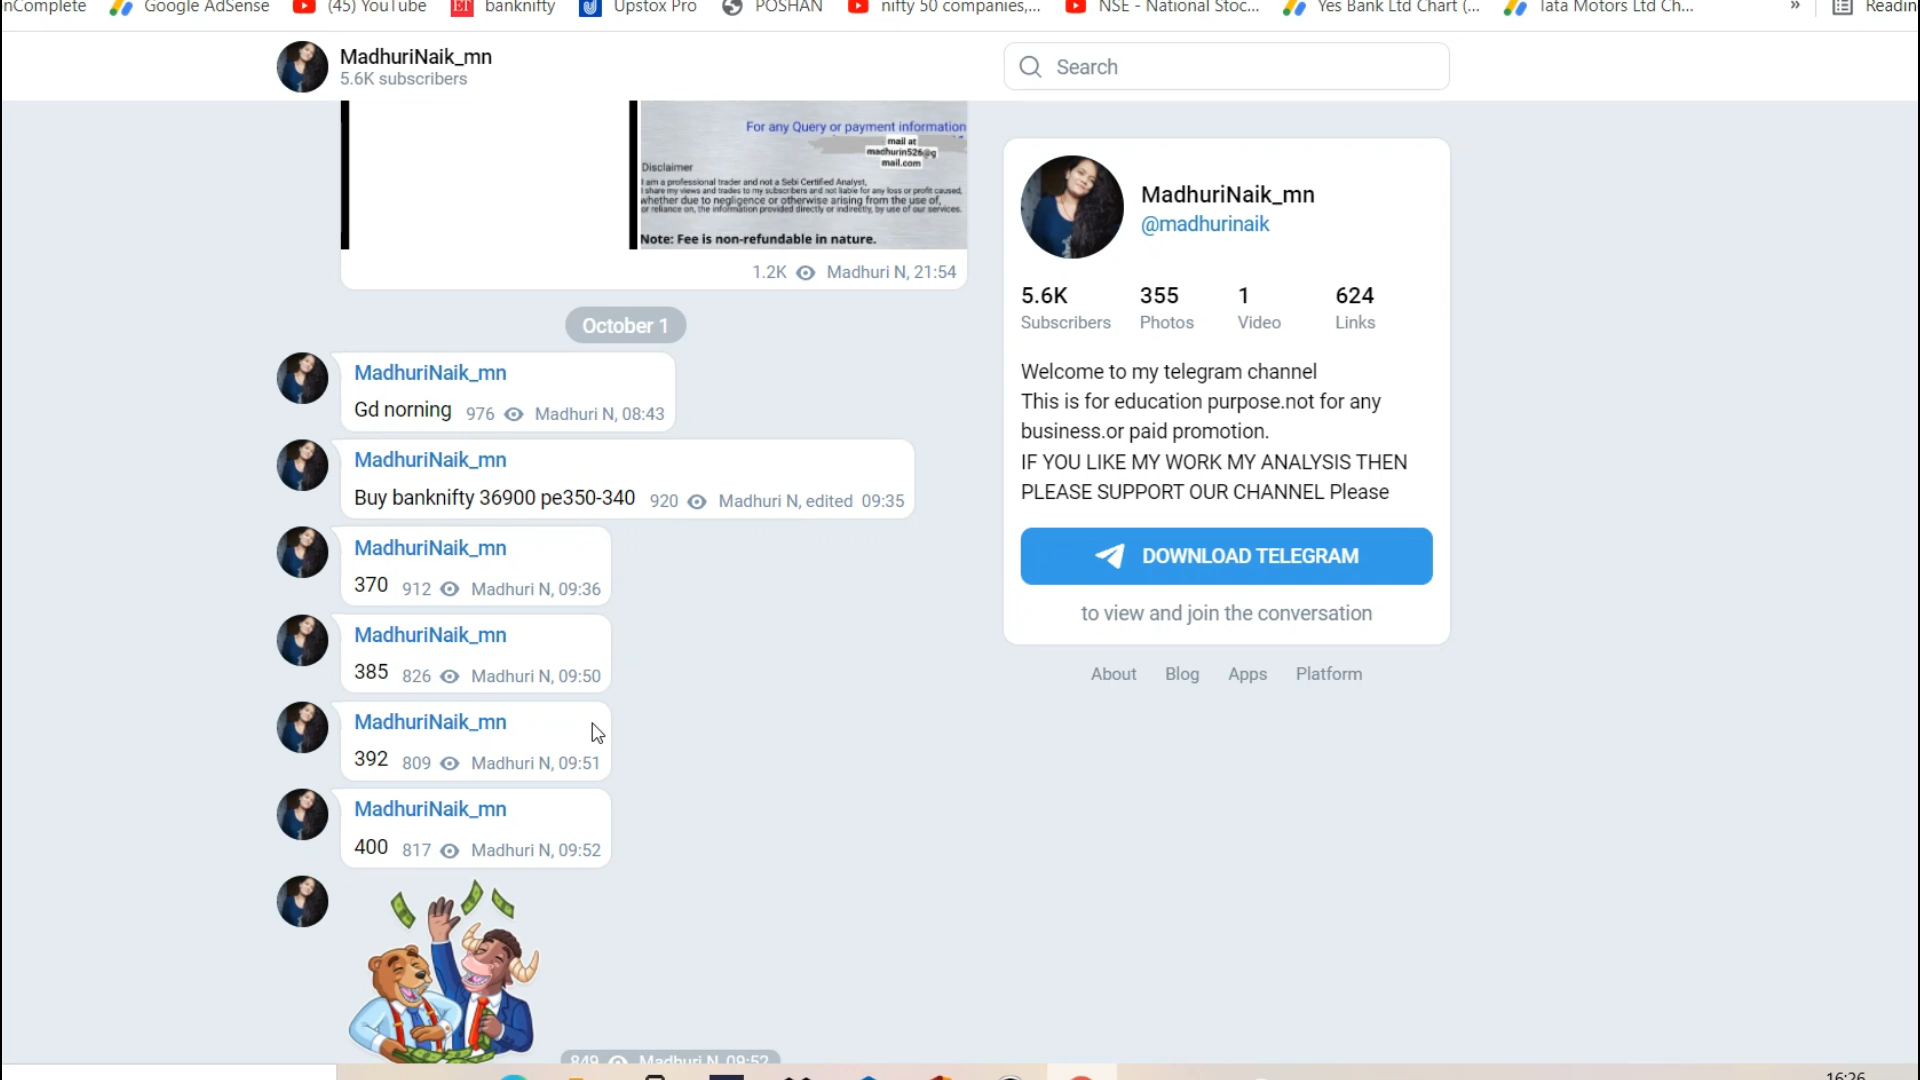 nComplete
Google AdSense
(45) YouTube
ET banknifty
Upstox Pro
POSHAN
nifty 50 companies,...
NSE - National Stoc...
Yes Bank Ltd Chart (...
Tata Motors Ltd Ch...
»
Readin
MadhuriNaik_mn
5.6K subscribers
Search
For any Query or payment information
mail at
madhurin526@g
mail.com
Disclaimer
I am a professional trader and not a Sebi Certified Analyst,
I share my views and trades to my subscribers and not liable for any loss or profit caused,
whether due to negligence or otherwise arising from the use of,
or reliance on, the information provided directly or indirectly, by use of our services.
Note: Fee is non-refundable in nature.
1.2K Madhuri N, 21:54
October 1
MadhuriNaik_mn
Gd norning 976 Madhuri N, 08:43
MadhuriNaik_mn
Buy banknifty 36900 pe350-340 920 Madhuri N, edited 09:35
MadhuriNaik_mn
370 912 Madhuri N, 09:36
MadhuriNaik_mn
385 826 Madhuri N, 09:50
MadhuriNaik_mn
392 809 Madhuri N, 09:51
MadhuriNaik_mn
400 817 Madhuri N, 09:52
849 Madhuri N, 09:52
MadhuriNaik_mn
@madhurinaik
5.6K 355 1 624
Subscribers Photos Video Links
Welcome to my telegram channel
This is for education purpose.not for any
business.or paid promotion.
IF YOU LIKE MY WORK MY ANALYSIS THEN
PLEASE SUPPORT OUR CHANNEL Please
DOWNLOAD TELEGRAM
to view and join the conversation
About Blog Apps Platform
16:26